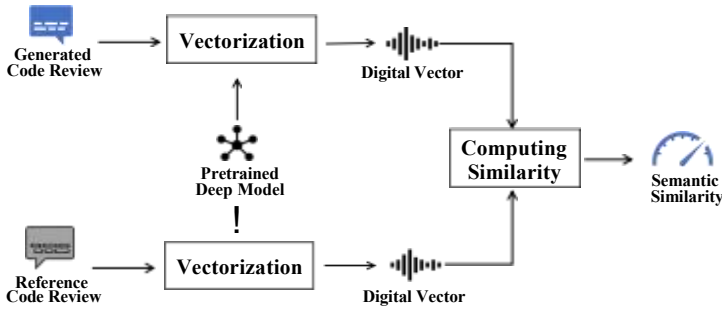 Generated
Code Review
Vectorization
Digital Vector
Pretrained
Deep Model
!
Computing
Similarity
Semantic
Similarity
Reference
Code Review
Vectorization
Digital Vector